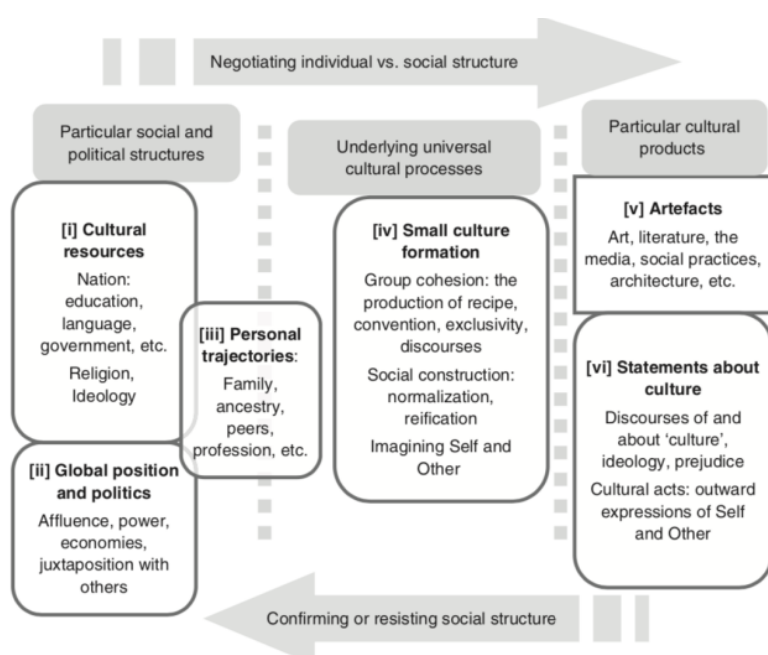 Negotiating individual vs. social structure
Particular social and
political structures
Underlying universal
cultural processes
Particular cultural
products
[i] Cultural
resources
Nation:
education,
language,
government, etc.
Religion,
Ideology
[ii] Global position
and politics
Affluence, power,
economies,
juxtaposition with
others
[iii] Personal
trajectories:
Family,
ancestry,
peers,
profession, etc.
[iv] Small culture
formation
Group cohesion: the
production of recipe,
convention, exclusivity,
discourses
Social construction:
normalization,
reification
Imagining Self and
Other
[v] Artefacts
Art, literature, the
media, social practices,
architecture, etc.
[vi] Statements about
culture
Discourses of and
about ‘culture’,
ideology, prejudice
Cultural acts: outward
expressions of Self
and Other
Confirming or resisting social structure